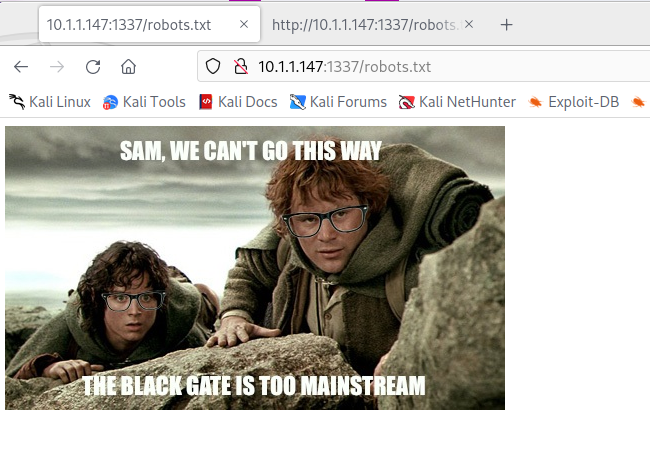 10.1.1.147:1337/robots.txt
http://10.1.1.147:1337/robots.
10.1.1.147:1337/robots.txt
Kali Linux
Kali Tools
Kali Docs
Kali Forums
Kali NetHunter
Exploit-DB
SAM, WE CAN'T GO THIS WAY
THE BLACK GATE IS TOO MAINSTREAM